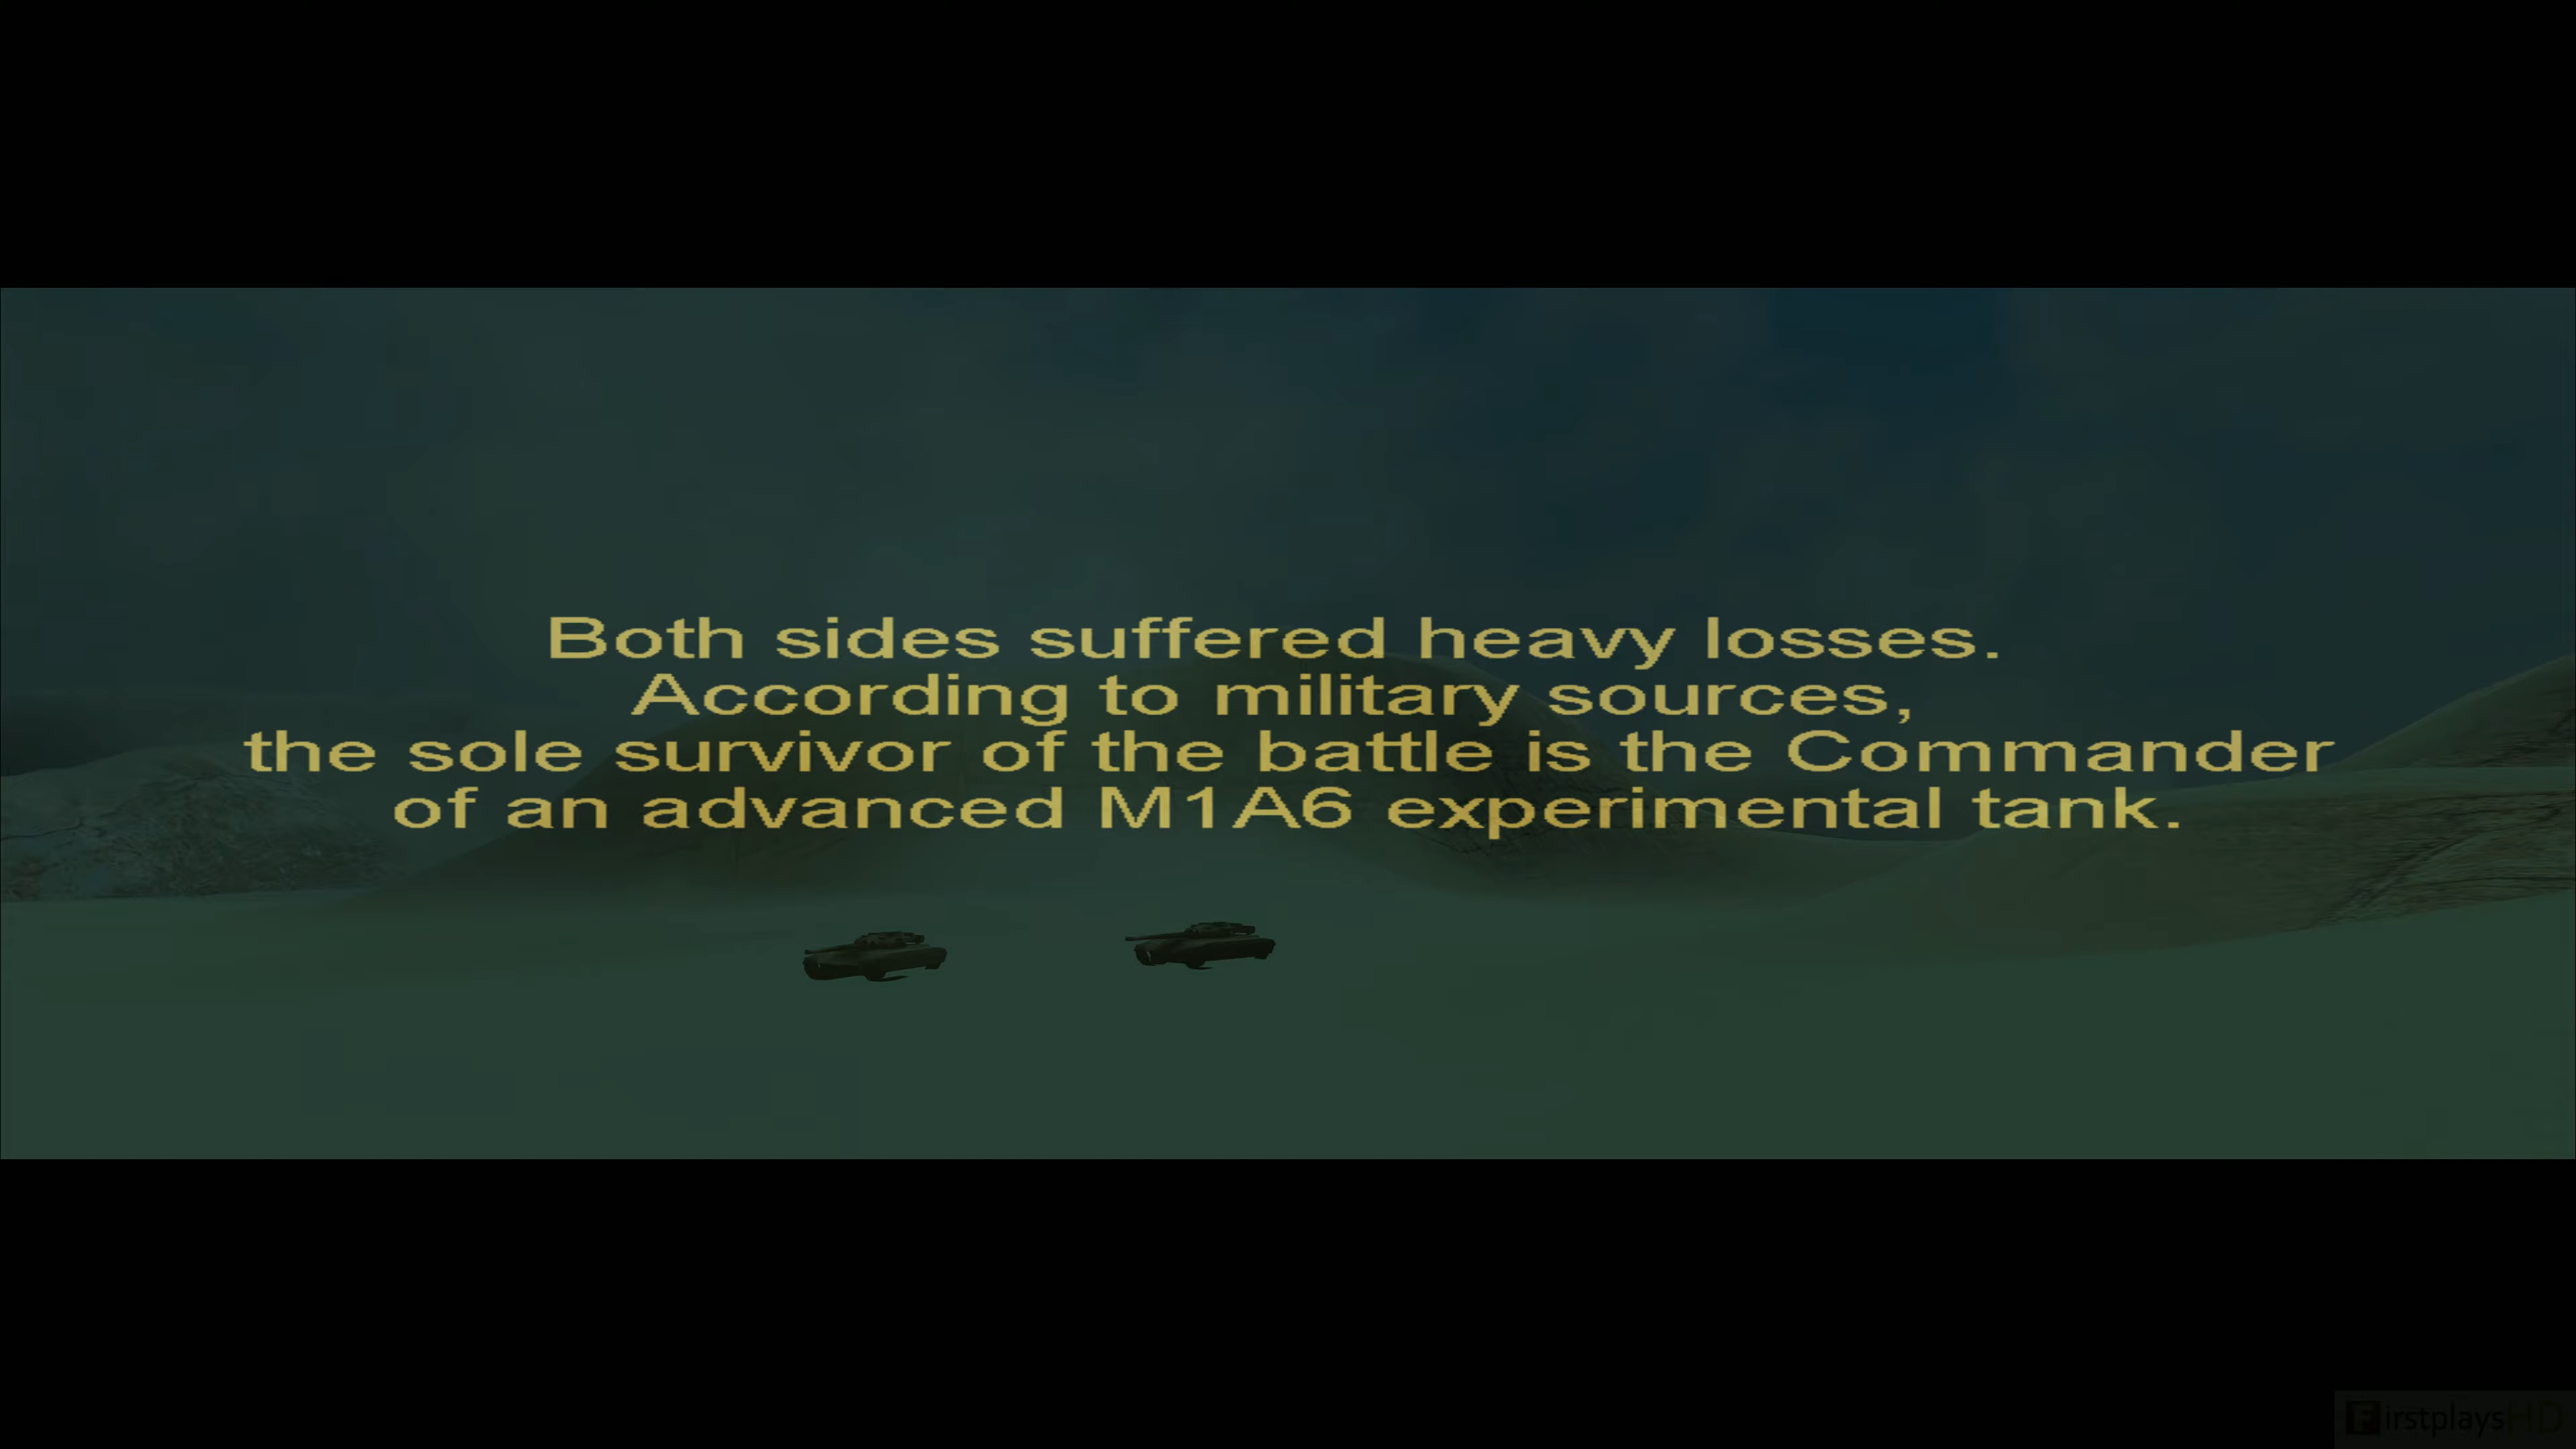 Both sides suffered heavy losses.
According to military sources,
the sole survivor of the battle is the Commander
of an advanced M1A6 experimental tank.
FirstplaysHD